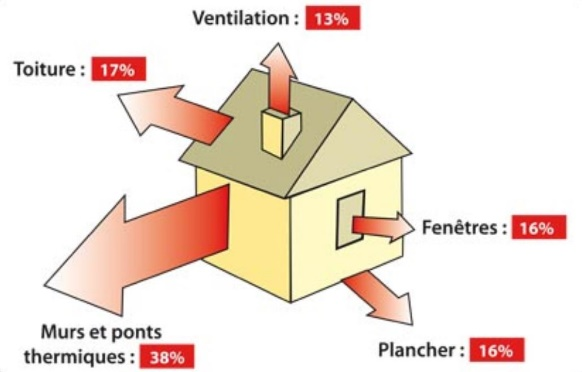 Ventilation : 13%
Toiture : 17%
Fenêtres : 16%
Murs et ponts
thermiques : 38%
Plancher : 16%